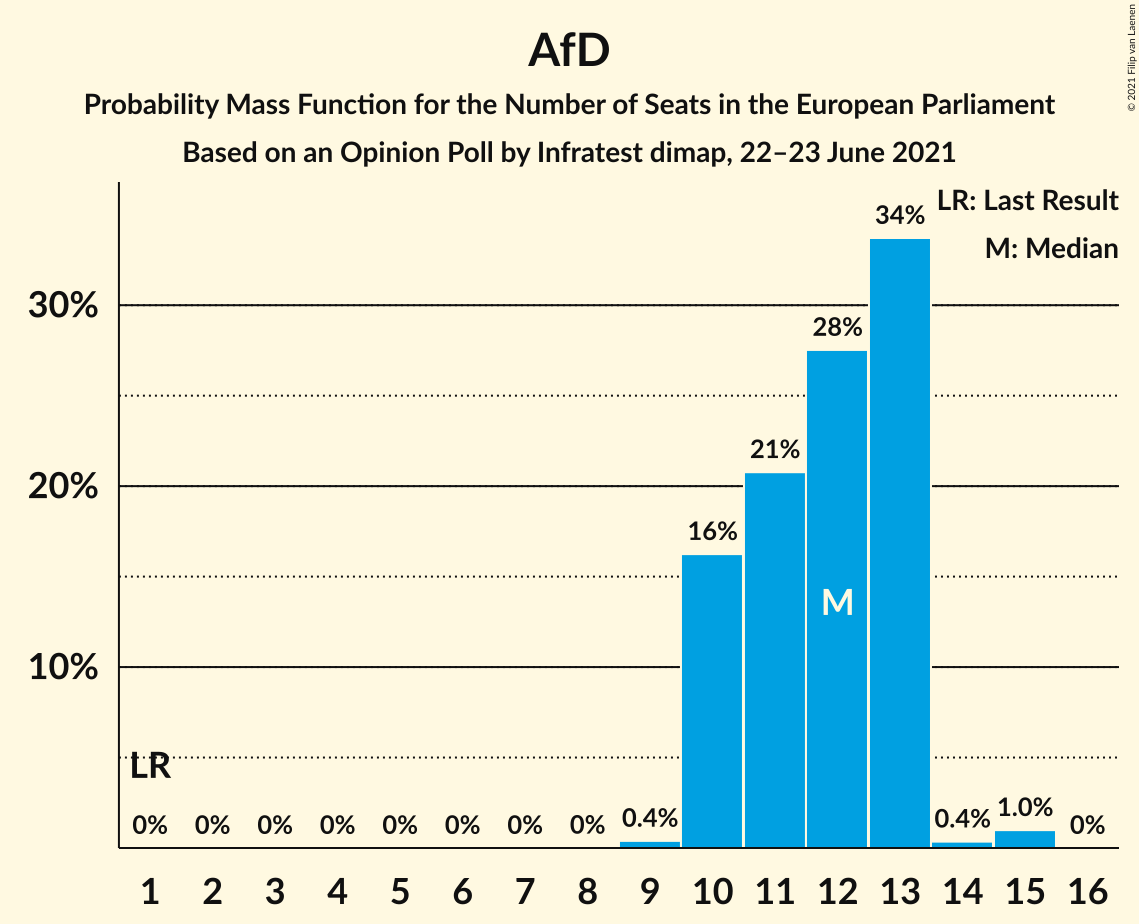 AfD
Probability Mass Function for the Number of Seats in the European Parliament
Based on an Opinion Poll by Infratest dimap, 22–23 June 2021
© 2021 Filip van Laenen
LR: Last Result
M: Median
30%
20%
10%
34%
28%
21%
16%
M
LR
0% 0% 0% 0% 0% 0% 0% 0% 0.4% 0.4% 1.0% 0%
1 2 3 4 5 6 7 8 9 10 11 12 13 14 15 16